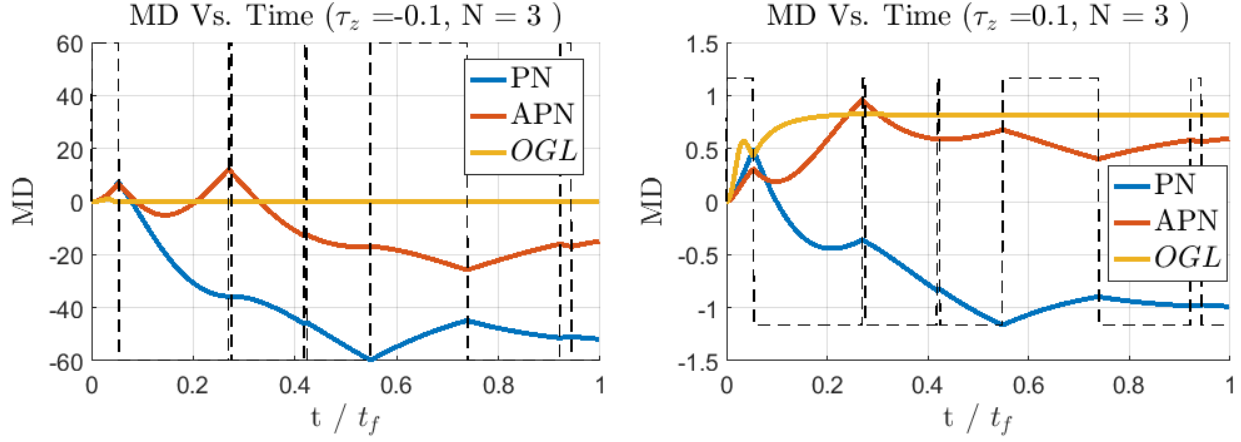 MD Vs. Time (τz =-0.1, N = 3 )
60
40
20
0
-20
-40
-60
MD
PN
APN
OGL
0
0.2
0.4
0.6
0.8
1
t / tf
MD Vs. Time (τz =0.1, N = 3 )
1.5
1
0.5
0
-0.5
-1
-1.5
MD
PN
APN
OGL
0
0.2
0.4
0.6
0.8
1
t / tf